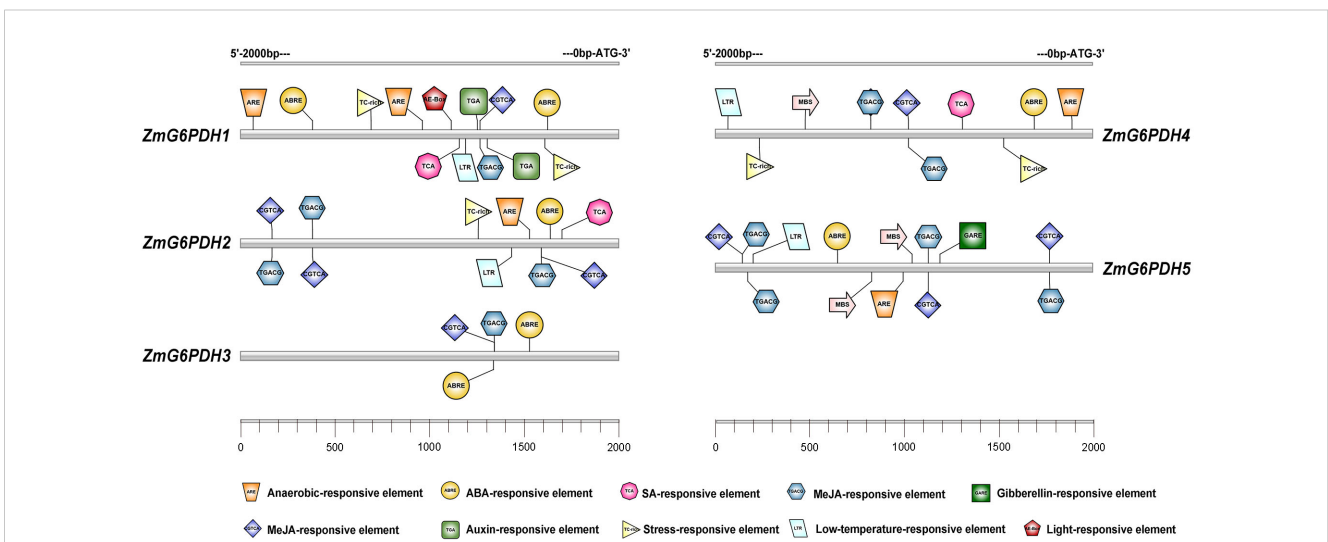 5'-2000bp---
---0bp-ATG-3'
5'-2000bp---
---0bp-ATG-3'
ARE
ABRE
TC-rich
ARE
AE-Box
TGA
CGTCA
ABRE
ZmG6PDH1
TCA
LTR
TGACG
TGA
TC-rich
LTR
MBS
TGACG
CGTCA
TCA
ABRE
ARE
ZmG6PDH4
TC-rich
TGACG
TC-rich
CGTCA
TGACG
TC-rich
ARE
ABRE
TCA
ZmG6PDH2
TGACG
CGTCA
LTR
TGACG
CGTCA
CGTCA
TGACG
LTR
ABRE
MBS
TGACG
GARE
CGTCA
ZmG6PDH5
TGACG
MBS
ARE
CGTCA
TGACG
CGTCA
TGACG
ABRE
ZmG6PDH3
ABRE
0 500 1000 1500 2000
0 500 1000 1500 2000
ARE Anaerobic-responsive element
ABRE ABA-responsive element
TCA SA-responsive element
TGACG MeJA-responsive element
GARE Gibberellin-responsive element
CGTCA MeJA-responsive element
TGA Auxin-responsive element
TC-rich Stress-responsive element
LTR Low-temperature-responsive element
AE-Box Light-responsive element